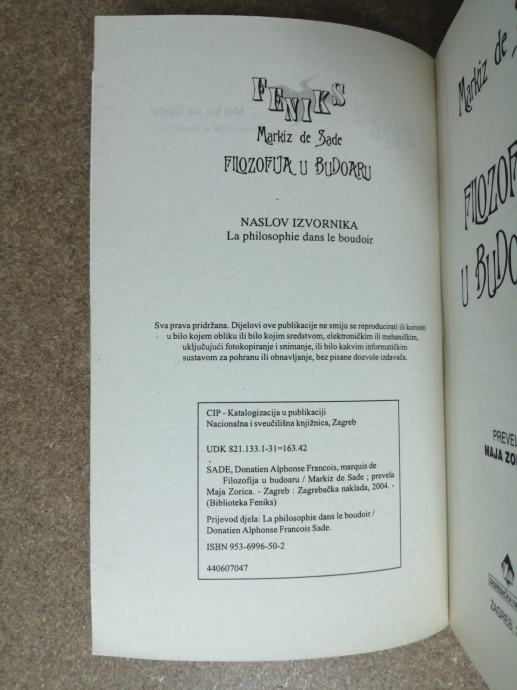 FENIKS
Markiz de Sade
FILOZOFIJA U BUDOARU
NASLOV IZVORNIKA
La philosophie dans le boudoir
Sva prava pridržana. Dijelovi ove publikacije ne smiju se reproducirati ili koristiti
u bilo kojem obliku ili bilo kojim sredstvom, elektroničkim ili mehaničkim,
uključujući fotokopiranje i snimanje, ili bilo kakvim informatičkim
sustavom za pohranu ili obnavljanje, bez pisane dozvole izdavača.
CIP - Katalogizacija u publikaciji
Nacionalna i sveučilišna knjižnica, Zagreb
UDK 821.133.1-31=163.42
SADE, Donatien Alphonse Francois, marquis de
Filozofija u budoaru / Markiz de Sade ; prevela
Maja Zorica. - Zagreb : Zagrebačka naklada, 2004. -
(Biblioteka Feniks)
Prijevod djela: La philosophie dans le boudoir /
Donatien Alphonse Francois Sade.
ISBN 953-6996-50-2
440607047
Markiz de
FILOZOF
U BUDO
PREVEL
MAJA ZOR
ZAGREB